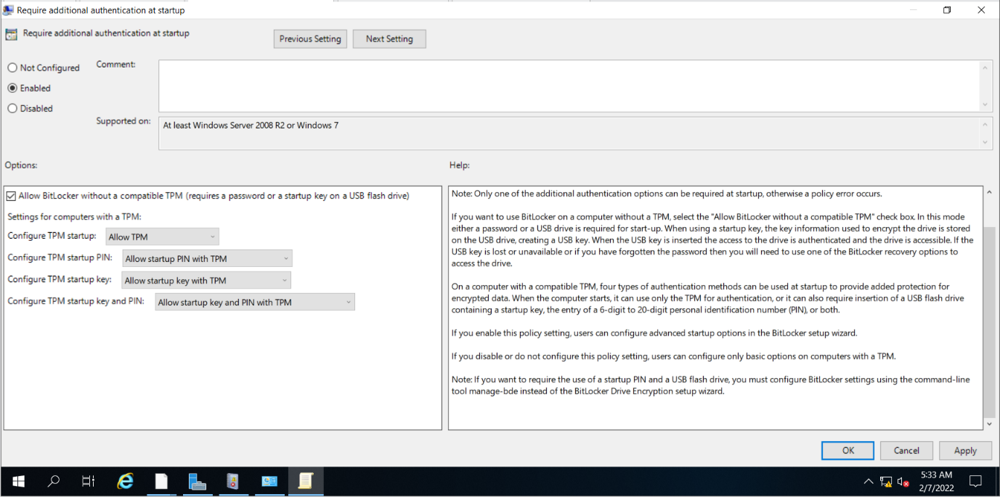 Require additional authentication at startup
Require additional authentication at startup
Previous Setting
Next Setting
Not Configured
Comment:
Enabled
Disabled
Supported on:
At least Windows Server 2008 R2 or Windows 7
Options:
Help:
Allow BitLocker without a compatible TPM (requires a password or a startup key on a USB flash drive)
Settings for computers with a TPM:
Configure TPM startup:
Allow TPM
Configure TPM startup PIN:
Allow startup PIN with TPM
Configure TPM startup key:
Allow startup key with TPM
Configure TPM startup key and PIN:
Allow startup key and PIN with TPM
Note: Only one of the additional authentication options can be required at startup, otherwise a policy error occurs.
If you want to use BitLocker on a computer without a TPM, select the "Allow BitLocker without a compatible TPM" check box. In this mode
either a password or a USB drive is required for start-up. When using a startup key, the key information used to encrypt the drive is stored
on the USB drive, creating a USB key. When the USB key is inserted the access to the drive is authenticated and the drive is accessible. If the
USB key is lost or unavailable or if you have forgotten the password then you will need to use one of the BitLocker recovery options to
access the drive.
On a computer with a compatible TPM, four types of authentication methods can be used at startup to provide added protection for
encrypted data. When the computer starts, it can use only the TPM for authentication, or it can also require insertion of a USB flash drive
containing a startup key, the entry of a 6-digit to 20-digit personal identification number (PIN), or both.
If you enable this policy setting, users can configure advanced startup options in the BitLocker setup wizard.
If you disable or do not configure this policy setting, users can configure only basic options on computers with a TPM.
Note: If you want to require the use of a startup PIN and a USB flash drive, you must configure BitLocker settings using the command-line
tool manage-bde instead of the BitLocker Drive Encryption setup wizard.
OK
Cancel
Apply
5:33 AM
2/7/2022